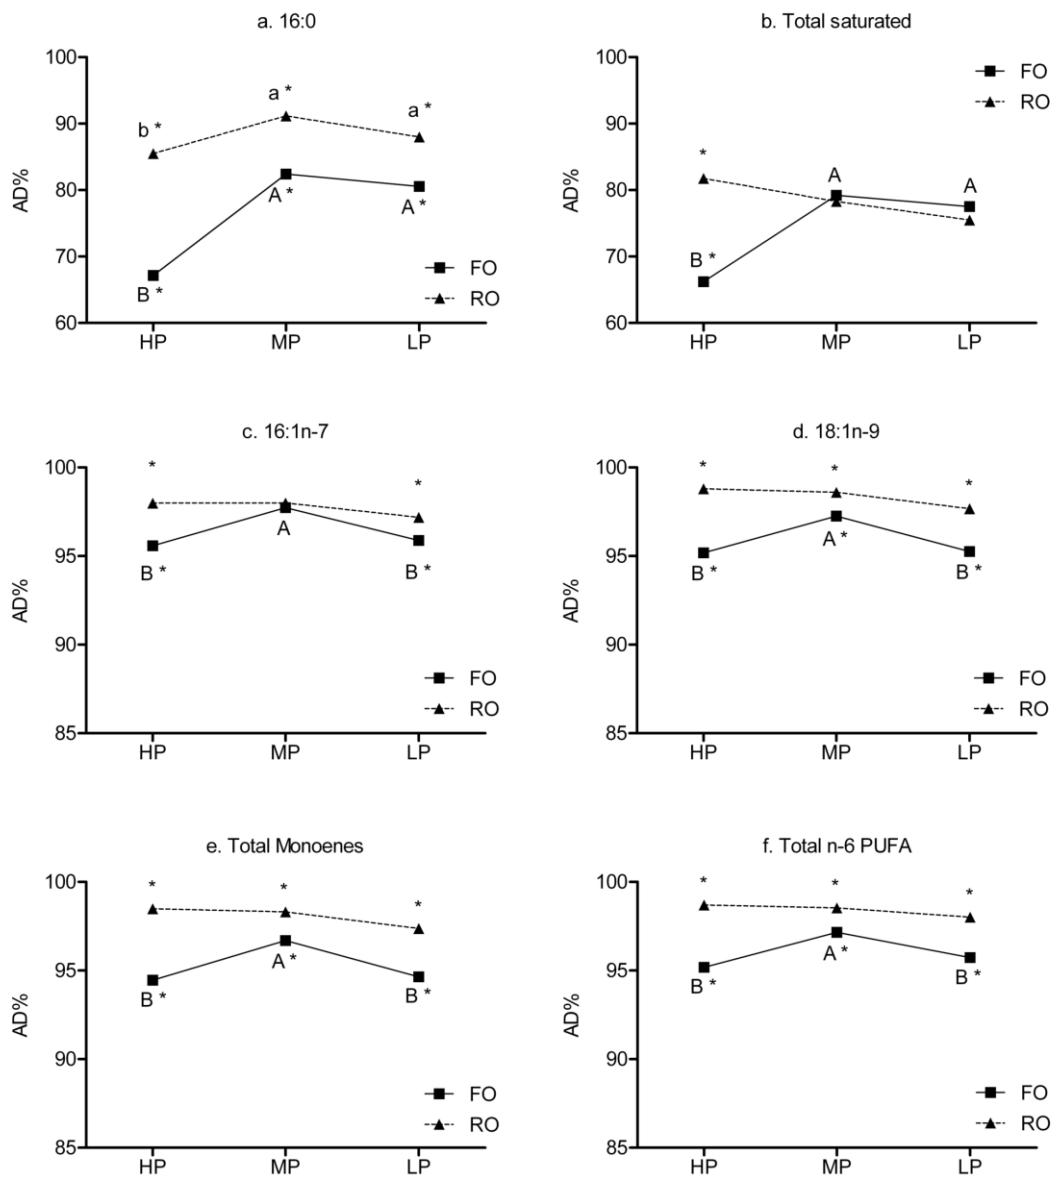 a. 16:0
100
90
80
70
60
AD%
b *
a *
a *
B *
A *
A *
FO
RO
HP MP LP
b. Total saturated
100
90
80
70
60
AD%
*
B *
A
A
FO
RO
HP MP LP
c. 16:1n-7
100
95
90
85
AD%
*
*
B *
A
B *
FO
RO
HP MP LP
d. 18:1n-9
100
95
90
85
AD%
*
*
*
B *
A *
B *
FO
RO
HP MP LP
e. Total Monoenes
100
95
90
85
AD%
*
*
*
B *
A *
B *
FO
RO
HP MP LP
f. Total n-6 PUFA
100
95
90
85
AD%
*
*
*
B *
A *
B *
FO
RO
HP MP LP